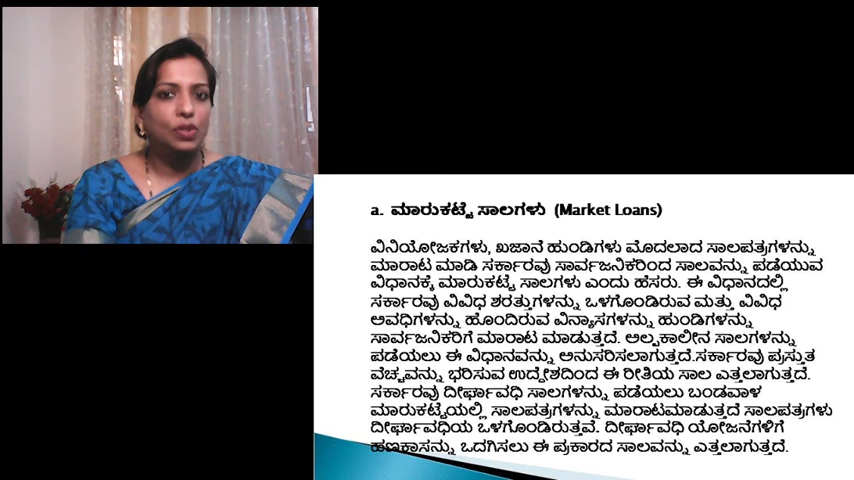 a. ಮಾರುಕಟ್ಟೆ ಸಾಲಗಳು (Market Loans)
ವಿನಿಯೋಜಕಗಳು, ಖಜಾನೆ ಹುಂಡಿಗಳು ಮೊದಲಾದ ಸಾಲಪತ್ರಗಳನ್ನು
ಮಾರಾಟ ಮಾಡಿ ಸರ್ಕಾರವು ಸಾರ್ವಜನಿಕರಿಂದ ಸಾಲವನ್ನು ಪಡೆಯುವ
ವಿಧಾನಕ್ಕೆ ಮಾರುಕಟ್ಟೆ ಸಾಲಗಳು ಎಂದು ಹೆಸರು. ಈ ವಿಧಾನದಲ್ಲಿ
ಸರ್ಕಾರವು ವಿವಿಧ ಶರತ್ತುಗಳನ್ನು ಒಳಗೊಂಡಿರುವ ಮತ್ತು ವಿವಿಧ
ಅವಧಿಗಳನ್ನು ಹೊಂದಿರುವ ವಿನ್ಯಾಸಗಳನ್ನು ಹುಂಡಿಗಳನ್ನು
ಸಾರ್ವಜನಿಕರಿಗೆ ಮಾರಾಟ ಮಾಡುತ್ತದೆ. ಅಲ್ಪಕಾಲೀನ ಸಾಲಗಳನ್ನು
ಪಡೆಯಲು ಈ ವಿಧಾನವನ್ನು ಅನುಸರಿಸಲಾಗುತ್ತದೆ.ಸರ್ಕಾರವು ಪ್ರಸ್ತುತ
ವೆಚ್ಚವನ್ನು ಭರಿಸುವ ಉದ್ದೇಶದಿಂದ ಈ ರೀತಿಯ ಸಾಲ ಎತ್ತಲಾಗುತ್ತದೆ.
ಸರ್ಕಾರವು ದೀರ್ಘಾವಧಿ ಸಾಲಗಳನ್ನು ಪಡೆಯಲು ಬಂಡವಾಳ
ಮಾರುಕಟ್ಟೆಯಲ್ಲಿ ಸಾಲಪತ್ರಗಳನ್ನು ಮಾರಾಟಮಾಡುತ್ತದೆ ಸಾಲಪತ್ರಗಳು
ದೀರ್ಘಾವಧಿಯ ಒಳಗೊಂಡಿರುತ್ತವೆ. ದೀರ್ಘಾವಧಿ ಯೋಜನೆಗಳಿಗೆ
ಹಣಕಾಸನ್ನು ಒದಗಿಸಲು ಈ ಪ್ರಕಾರದ ಸಾಲವನ್ನು ಎತ್ತಲಾಗುತ್ತದೆ.